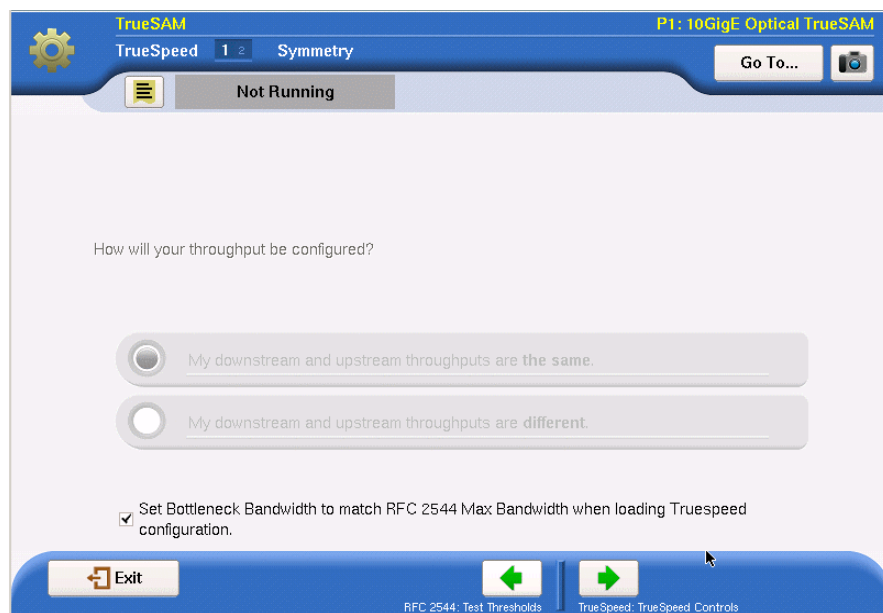 TrueSAM
P1: 10GigE Optical TrueSAM
TrueSpeed 1 2 Symmetry
Go To...
Not Running
How will your throughput be configured?
My downstream and upstream throughputs are the same.
My downstream and upstream throughputs are different.
Set Bottleneck Bandwidth to match RFC 2544 Max Bandwidth when loading Truespeed
configuration.
Exit
RFC 2544: Test Thresholds
TrueSpeed: TrueSpeed Controls